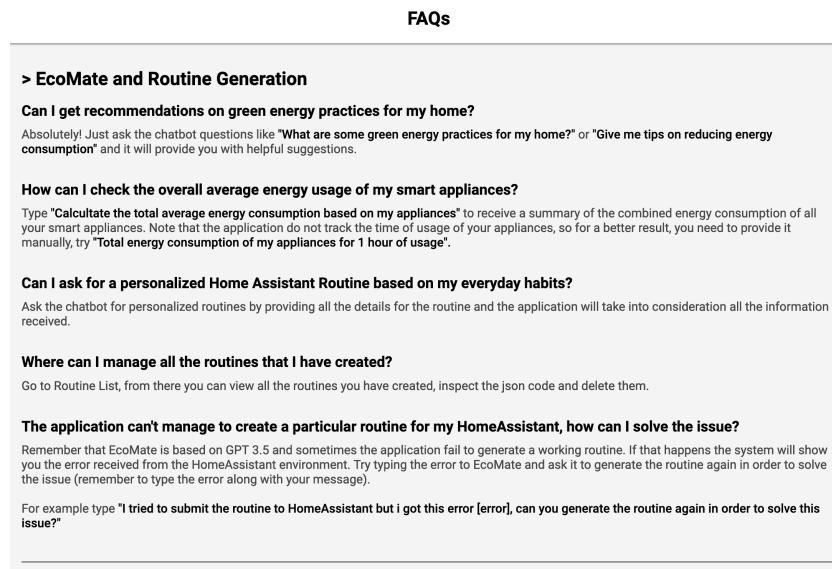 FAQs
> EcoMate and Routine Generation
Can I get recommendations on green energy practices for my home?
Absolutely! Just ask the chatbot questions like "What are some green energy practices for my home?" or "Give me tips on reducing energy
consumption" and it will provide you with helpful suggestions.
How can I check the overall average energy usage of my smart appliances?
Type "Calcultate the total average energy consumption based on my appliances" to receive a summary of the combined energy consumption of all
your smart appliances. Note that the application do not track the time of usage of your appliances, so for a better result, you need to provide it
manually, try "Total energy consumption of my appliances for 1 hour of usage".
Can I ask for a personalized Home Assistant Routine based on my everyday habits?
Ask the chatbot for personalized routines by providing all the details for the routine and the application will take into consideration all the information
received.
Where can I manage all the routines that I have created?
Go to Routine List, from there you can view all the routines you have created, inspect the json code and delete them.
The application can't manage to create a particular routine for my HomeAssistant, how can I solve the issue?
Remember that EcoMate is based on GPT 3.5 and sometimes the application fail to generate a working routine. If that happens the system will show
you the error received from the HomeAssistant environment. Try typing the error to EcoMate and ask it to generate the routine again in order to solve
the issue (remember to type the error along with your message).
For example type "I tried to submit the routine to HomeAssistant but i got this error [error], can you generate the routine again in order to solve this
issue?"